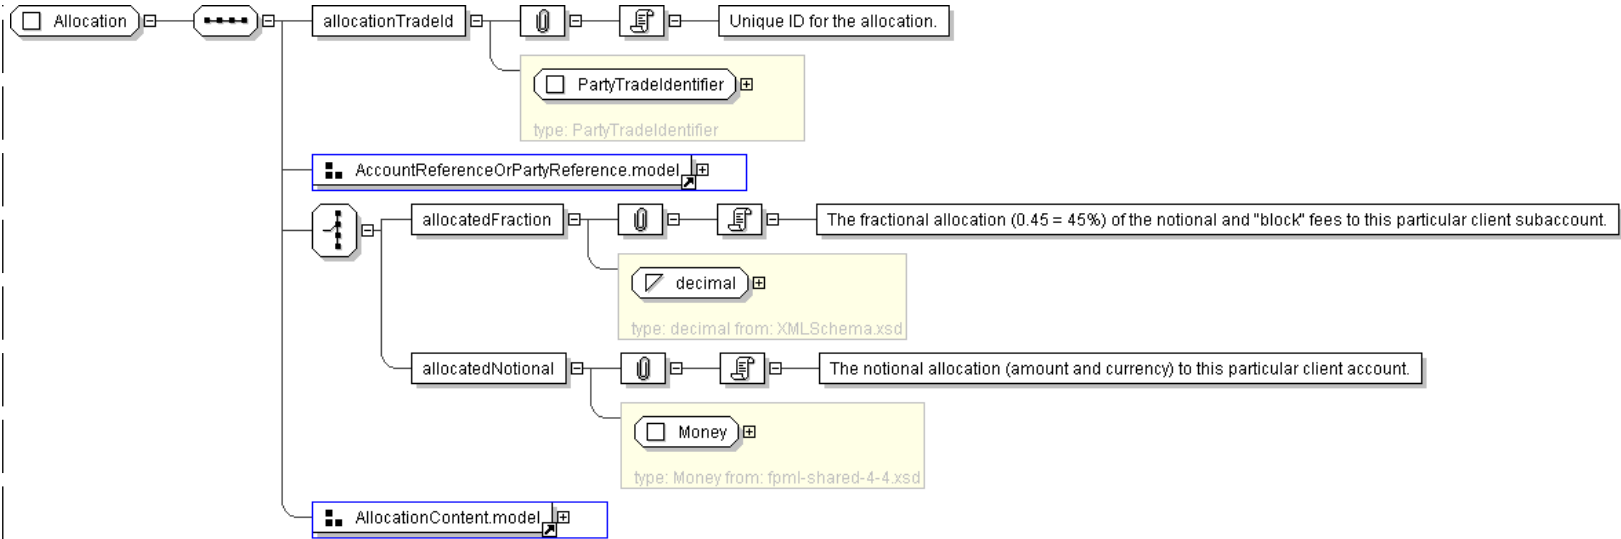 Allocation
allocationTradeId
Unique ID for the allocation.
PartyTradeIdentifier
type: PartyTradeIdentifier
AccountReferenceOrPartyReference.model
allocatedFraction
The fractional allocation (0.45 = 45%) of the notional and "block" fees to this particular client subaccount.
decimal
type: decimal from: XMLSchema.xsd
allocatedNotional
The notional allocation (amount and currency) to this particular client account.
Money
type: Money from: fpml-shared-4-4.xsd
AllocationContent.model